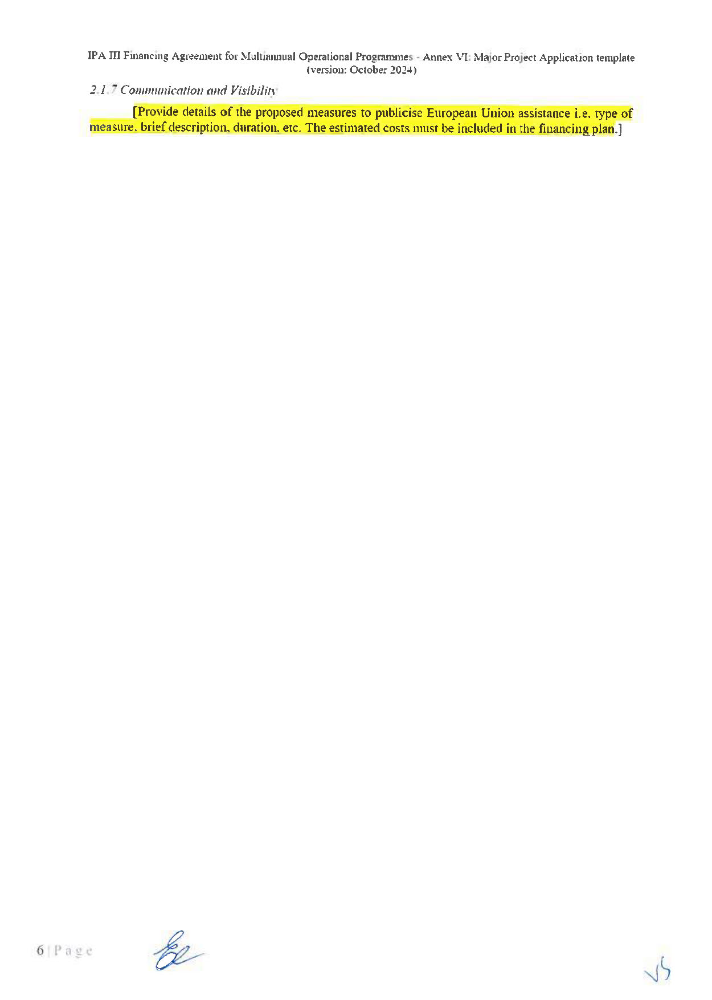 IPA III Financing Agreement for Multiannual Operational Programmes - Annex VI: Major Project Application template
(version: October 2024)
2.1.7 Communication and Visibility
[Provide details of the proposed measures to publicise European Union assistance i.e. type of
measure, brief description, duration, etc. The estimated costs must be included in the financing plan.]
6 | Page